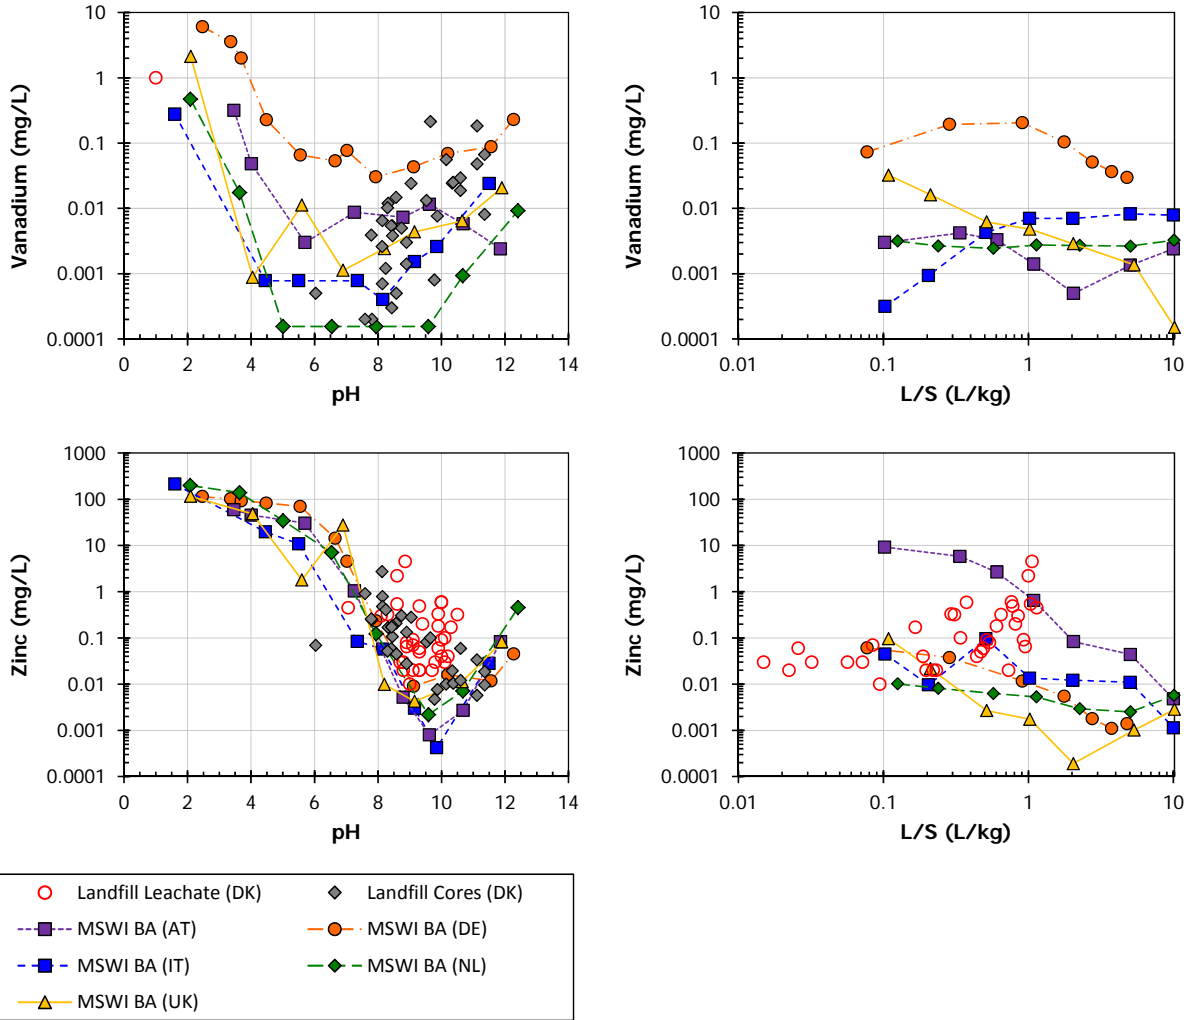 10
1
0.1
0.01
0.001
0.0001
Vanadium (mg/L)
0 2 4 6 8 10 12 14
pH
10
1
0.1
0.01
0.001
0.0001
Vanadium (mg/L)
0.01 0.1 1 10
L/S (L/kg)
1000
100
10
1
0.1
0.01
0.001
0.0001
Zinc (mg/L)
0 2 4 6 8 10 12 14
pH
1000
100
10
1
0.1
0.01
0.001
0.0001
Zinc (mg/L)
0.01 0.1 1 10
L/S (L/kg)
Landfill Leachate (DK) Landfill Cores (DK)
MSWI BA (AT) MSWI BA (DE)
MSWI BA (IT) MSWI BA (NL)
MSWI BA (UK)